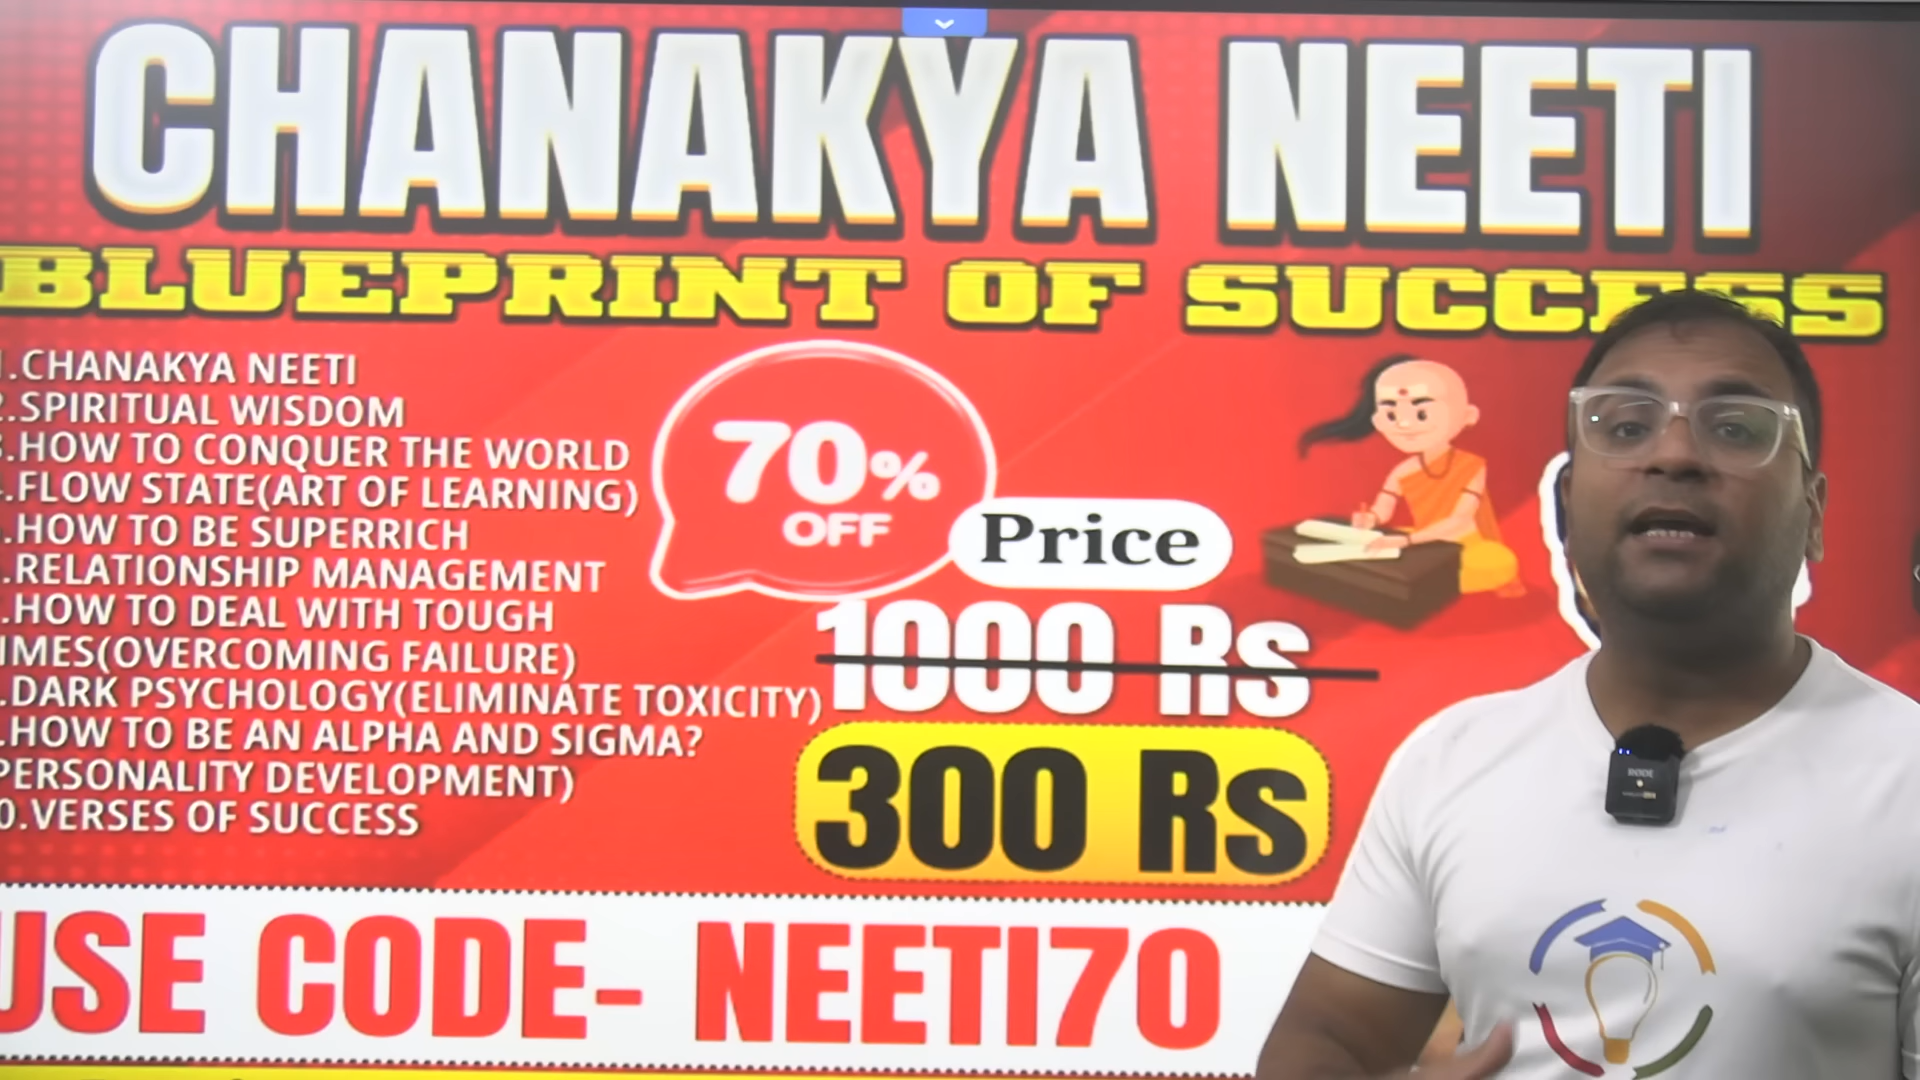 CHANAKYA NEETI
BLUEPRINT OF SUCCESS
1.CHANAKYA NEETI
2.SPIRITUAL WISDOM
3.HOW TO CONQUER THE WORLD
.FLOW STATE(ART OF LEARNING)
.HOW TO BE SUPERRICH
.RELATIONSHIP MANAGEMENT
.HOW TO DEAL WITH TOUGH
IMES(OVERCOMING FAILURE)
.DARK PSYCHOLOGY(ELIMINATE TOXICITY)
.HOW TO BE AN ALPHA AND SIGMA?
PERSONALITY DEVELOPMENT)
0.VERSES OF SUCCESS
70%
OFF
Price
1000 Rs
300 Rs
USE CODE- NEETI70